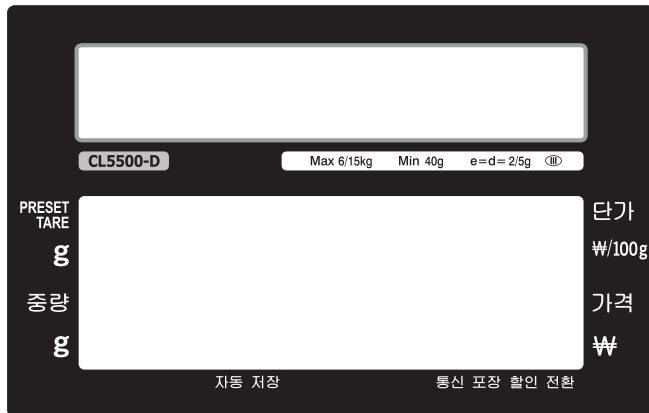 CL5500-D Max 6/15kg Min 40g e=d= 2/5g Ⅲ
PRESET
TARE
g
단가
₩/100g
중량
g
가격
₩
자동 저장 통신 포장 할인 전환